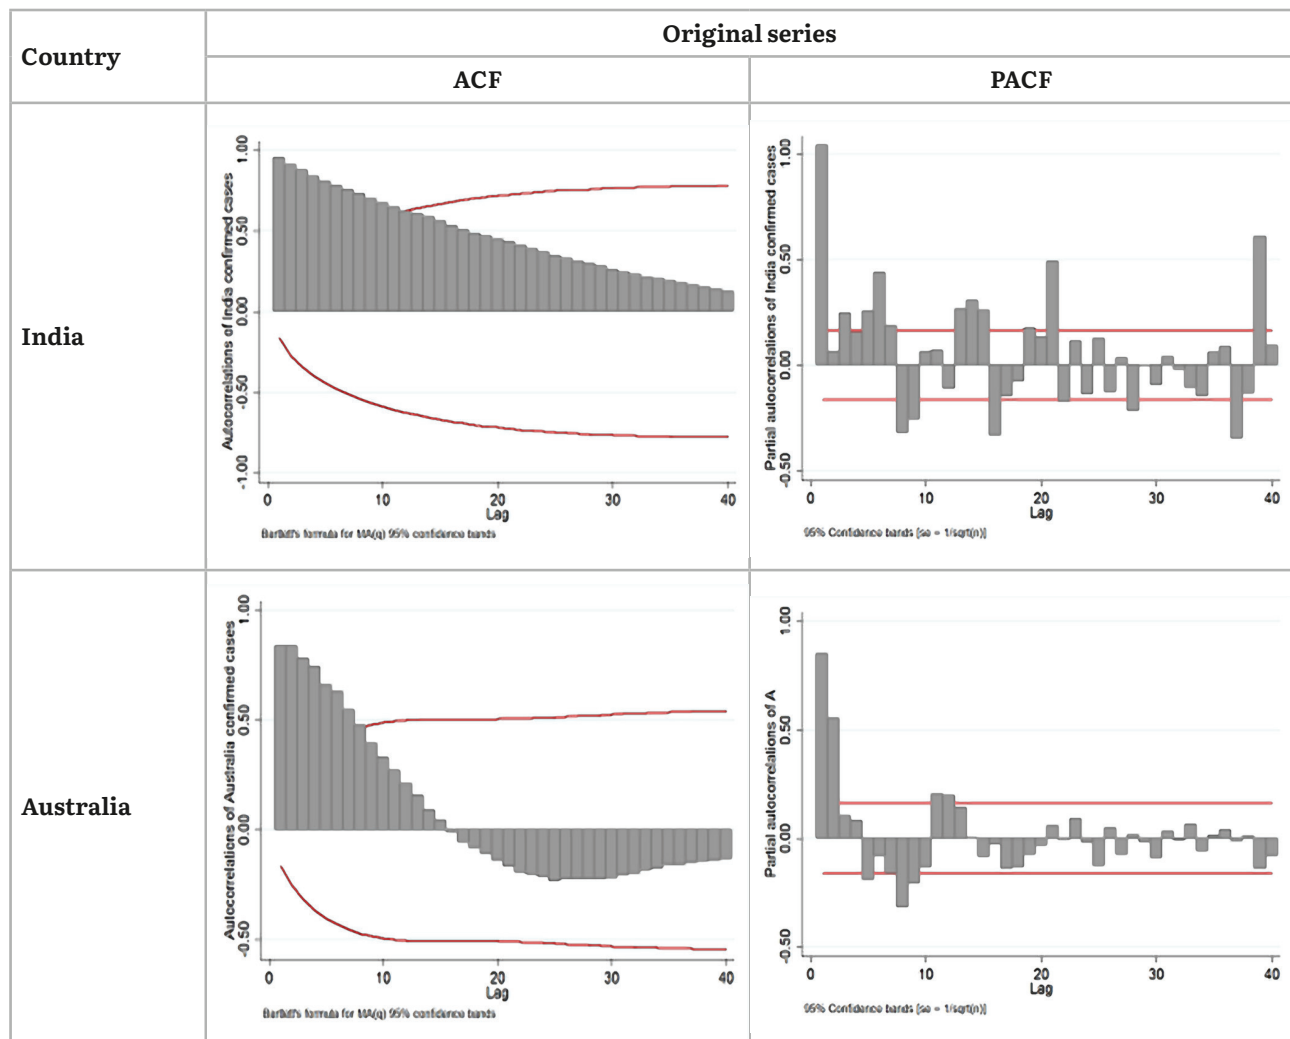 Country
Original series
ACF
PACF
India
Autocorrelations of India confirmed cases
1.00
0.50
0.00
-0.50
-1.00
0
10
20
30
40
Lag
Bartlett's formula for MA(q) 95% confidence bands
Partial autocorrelations of India confirmed cases
1.00
0.50
0.00
-0.50
0
10
20
30
40
Lag
95% Confidence bands [se = 1/sqrt(n)]
Australia
Autocorrelations of Australia confirmed cases
1.00
0.50
0.00
-0.50
0
10
20
30
40
Lag
Bartlett's formula for MA(q) 95% confidence bands
Partial autocorrelations of A
1.00
0.50
0.00
-0.50
0
10
20
30
40
Lag
95% Confidence bands [se = 1/sqrt(n)]